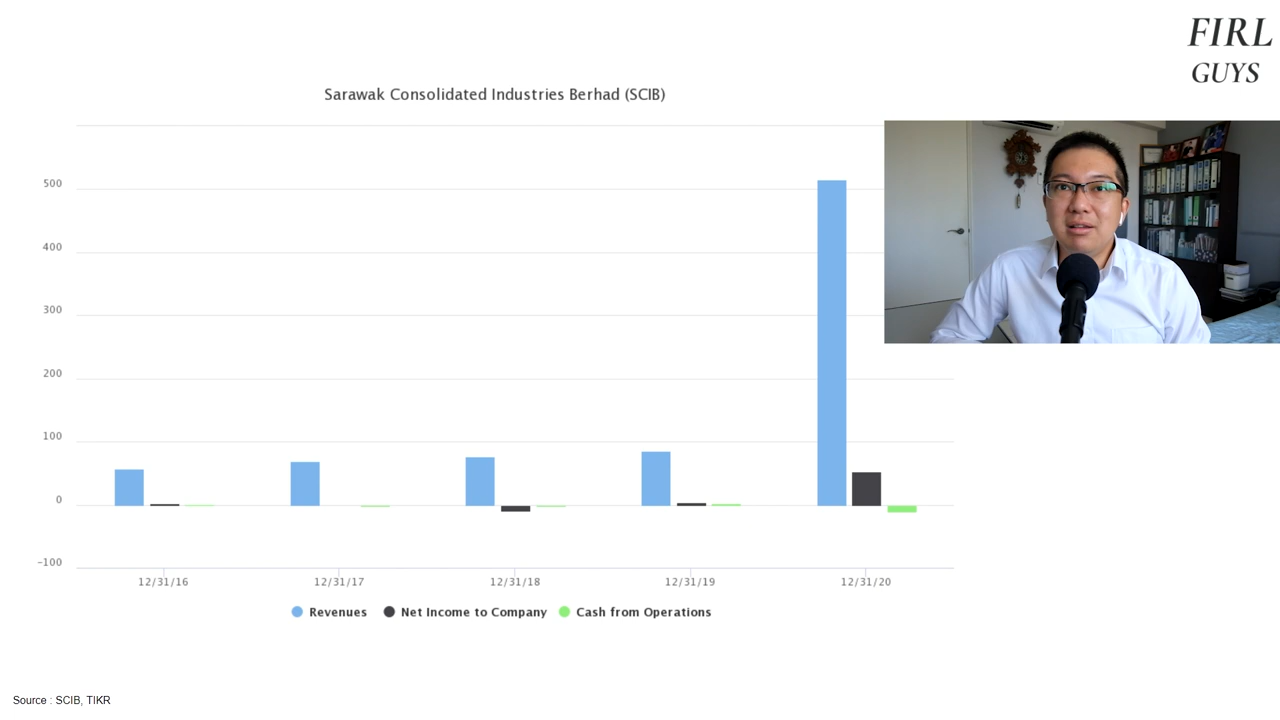 FIRL
GUYS
Sarawak Consolidated Industries Berhad (SCIB)
500
400
300
200
100
0
-100
12/31/16
12/31/17
12/31/18
12/31/19
12/31/20
Revenues
Net Income to Company
Cash from Operations
Source : SCIB, TIKR